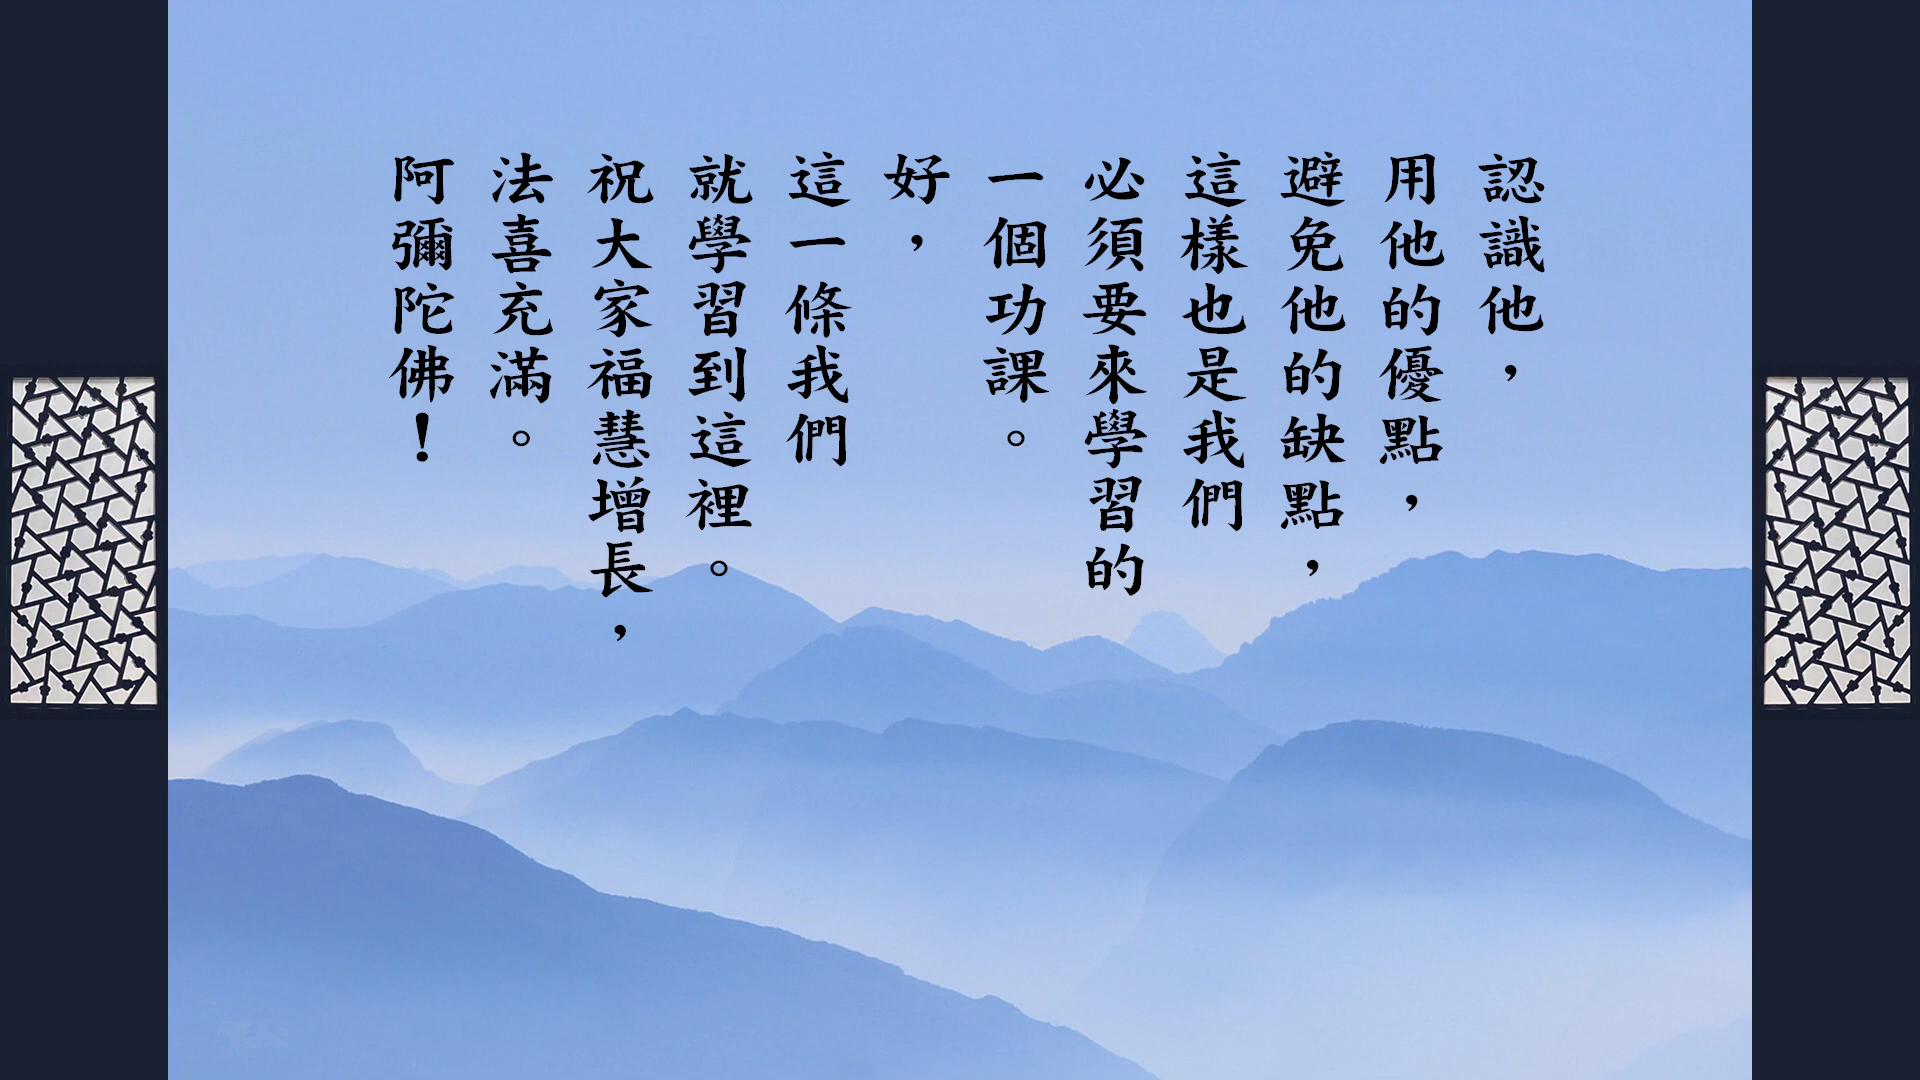 認識他，
用他的優點，
避免他的缺點，
這樣也是我們
必須要來學習的
一個功課。
好，
這一條我們
就學習到這裡。
祝大家福慧增長，
法喜充滿。
阿彌陀佛！